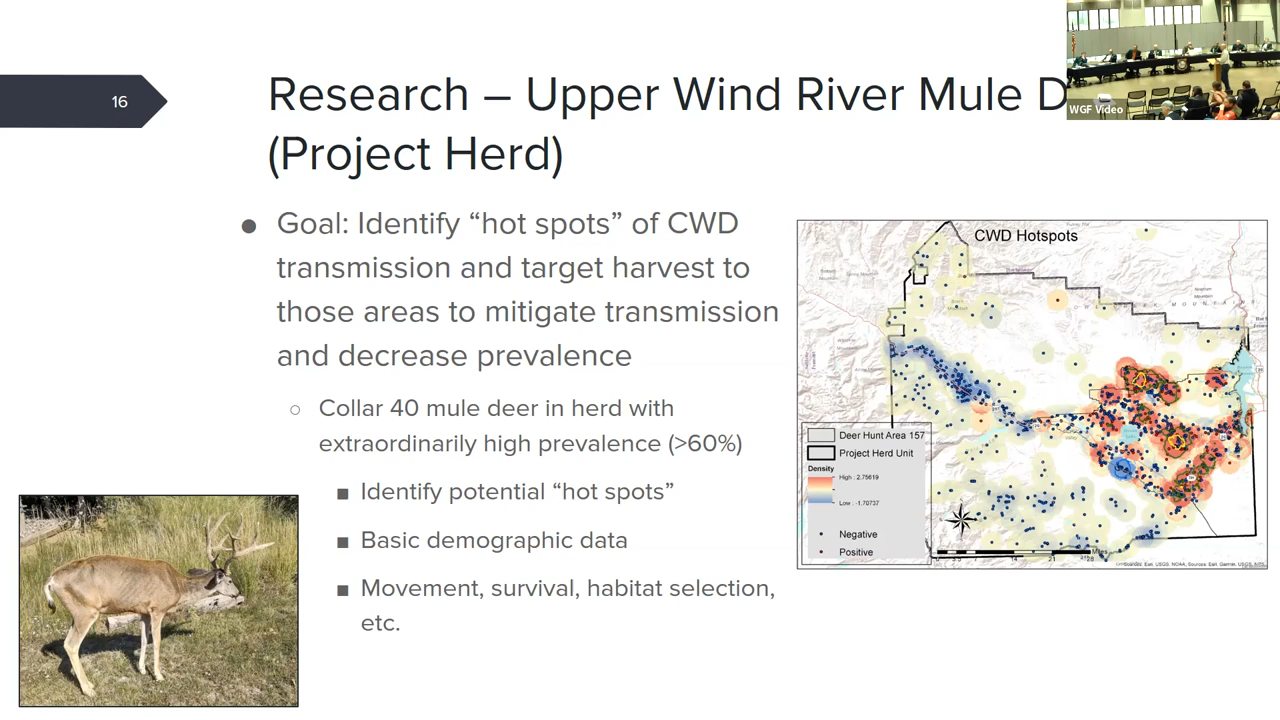 16
Research – Upper Wind River Mule D
(Project Herd)
WGF Video
● Goal: Identify “hot spots” of CWD
transmission and target harvest to
those areas to mitigate transmission
and decrease prevalence
○ Collar 40 mule deer in herd with
extraordinarily high prevalence (>60%)
■ Identify potential “hot spots”
■ Basic demographic data
■ Movement, survival, habitat selection,
etc.
CWD Hotspots
Deer Hunt Area 157
Project Herd Unit
Density
High : 2.75619
Low : -1.70737
Negative
Positive
Miles